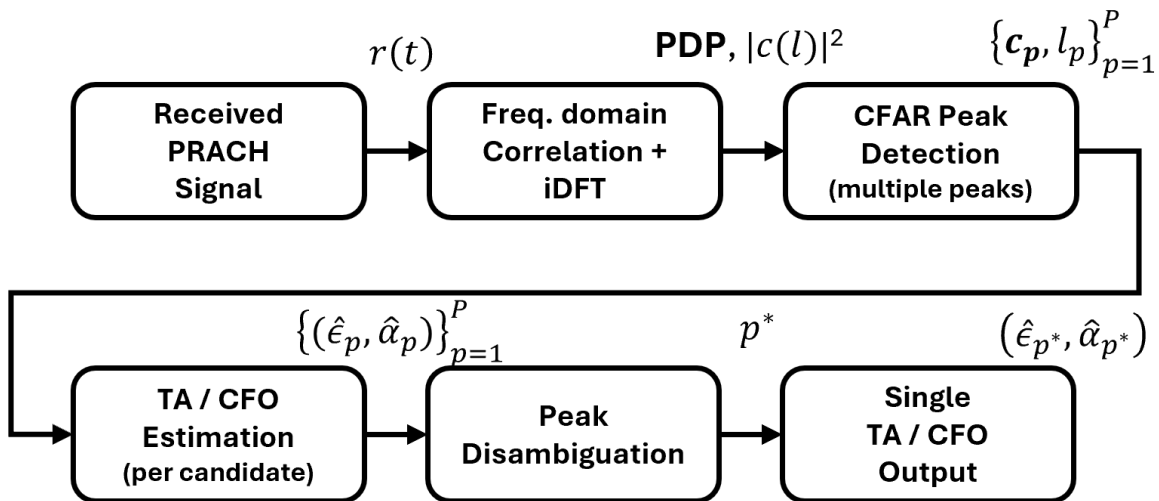 r(t)
PDP, |c(l)|²
{c_p, l_p}_{p=1}^{P}
Received
PRACH
Signal
Freq. domain
Correlation +
iDFT
CFAR Peak
Detection
(multiple peaks)
{(ε̂_p, α̂_p)}_{p=1}^{P}
p*
(ε̂_{p*}, α̂_{p*})
TA / CFO
Estimation
(per candidate)
Peak
Disambiguation
Single
TA / CFO
Output